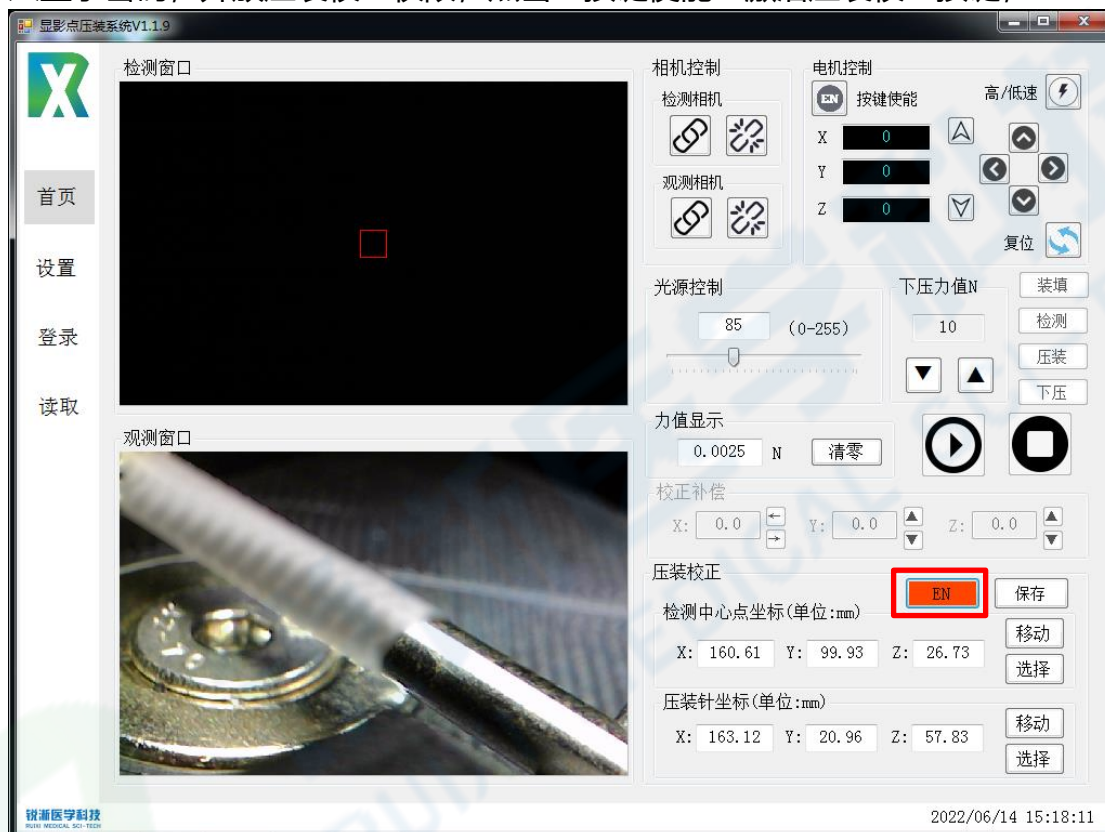 显影点压装系统V1.1.9
检测窗口
相机控制
电机控制
检测相机
EN
按键使能
高/低速
X 0
Y 0
Z 0
观测相机
复位
首页
设置
登录
读取
光源控制
下压力值N
装填
85 (0-255)
10
检测
压装
下压
观测窗口
力值显示
0.0025 N 清零
校正补偿
X: 0.0 Y: 0.0 Z: 0.0
压装校正
EN 保存
检测中心点坐标(单位:mm)
移动
X: 160.61 Y: 99.93 Z: 26.73
选择
压装针坐标(单位:mm)
移动
X: 163.12 Y: 20.96 Z: 57.83
选择
锐浙医学科技
RUIXI MEDICAL SCI-TECH
2022/06/14 15:18:11